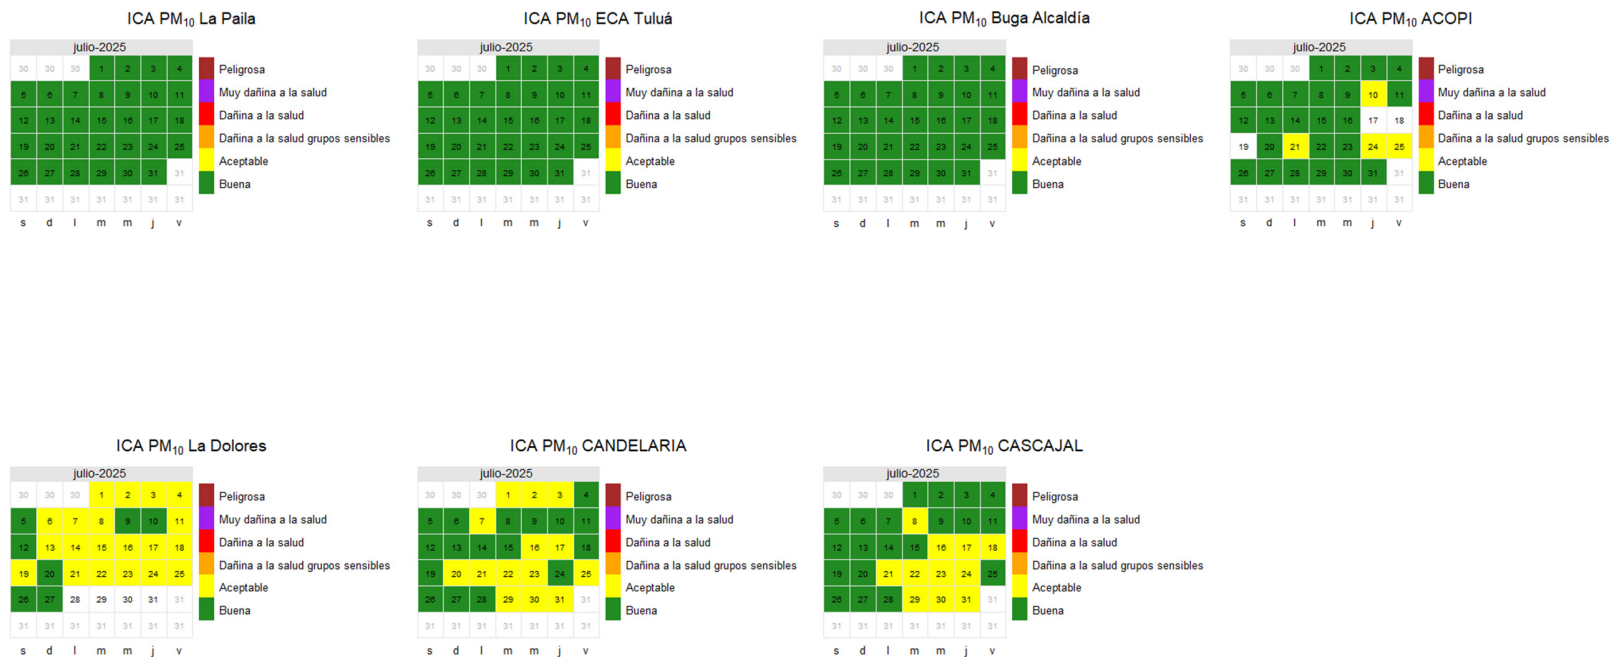 ICA PM₁₀ La Paila
julio-2025
30 30 30 1 2 3 4
5 6 7 8 9 10 11
12 13 14 15 16 17 18
19 20 21 22 23 24 25
26 27 28 29 30 31 31
31 31 31 31 31 31 31
s d l m m j v
Peligrosa
Muy dañina a la salud
Dañina a la salud
Dañina a la salud grupos sensibles
Aceptable
Buena
ICA PM₁₀ ECA Tuluá
julio-2025
30 30 30 1 2 3 4
5 6 7 8 9 10 11
12 13 14 15 16 17 18
19 20 21 22 23 24 25
26 27 28 29 30 31 31
31 31 31 31 31 31 31
s d l m m j v
Peligrosa
Muy dañina a la salud
Dañina a la salud
Dañina a la salud grupos sensibles
Aceptable
Buena
ICA PM₁₀ Buga Alcaldía
julio-2025
30 30 30 1 2 3 4
5 6 7 8 9 10 11
12 13 14 15 16 17 18
19 20 21 22 23 24 25
26 27 28 29 30 31 31
31 31 31 31 31 31 31
s d l m m j v
Peligrosa
Muy dañina a la salud
Dañina a la salud
Dañina a la salud grupos sensibles
Aceptable
Buena
ICA PM₁₀ ACOPI
julio-2025
30 30 30 1 2 3 4
5 6 7 8 9 10 11
12 13 14 15 16 17 18
19 20 21 22 23 24 25
26 27 28 29 30 31 31
31 31 31 31 31 31 31
s d l m m j v
Peligrosa
Muy dañina a la salud
Dañina a la salud
Dañina a la salud grupos sensibles
Aceptable
Buena
ICA PM₁₀ La Dolores
julio-2025
30 30 30 1 2 3 4
5 6 7 8 9 10 11
12 13 14 15 16 17 18
19 20 21 22 23 24 25
26 27 28 29 30 31 31
31 31 31 31 31 31 31
s d l m m j v
Peligrosa
Muy dañina a la salud
Dañina a la salud
Dañina a la salud grupos sensibles
Aceptable
Buena
ICA PM₁₀ CANDELARIA
julio-2025
30 30 30 1 2 3 4
5 6 7 8 9 10 11
12 13 14 15 16 17 18
19 20 21 22 23 24 25
26 27 28 29 30 31 31
31 31 31 31 31 31 31
s d l m m j v
Peligrosa
Muy dañina a la salud
Dañina a la salud
Dañina a la salud grupos sensibles
Aceptable
Buena
ICA PM₁₀ CASCAJAL
julio-2025
30 30 30 1 2 3 4
5 6 7 8 9 10 11
12 13 14 15 16 17 18
19 20 21 22 23 24 25
26 27 28 29 30 31 31
31 31 31 31 31 31 31
s d l m m j v
Peligrosa
Muy dañina a la salud
Dañina a la salud
Dañina a la salud grupos sensibles
Aceptable
Buena